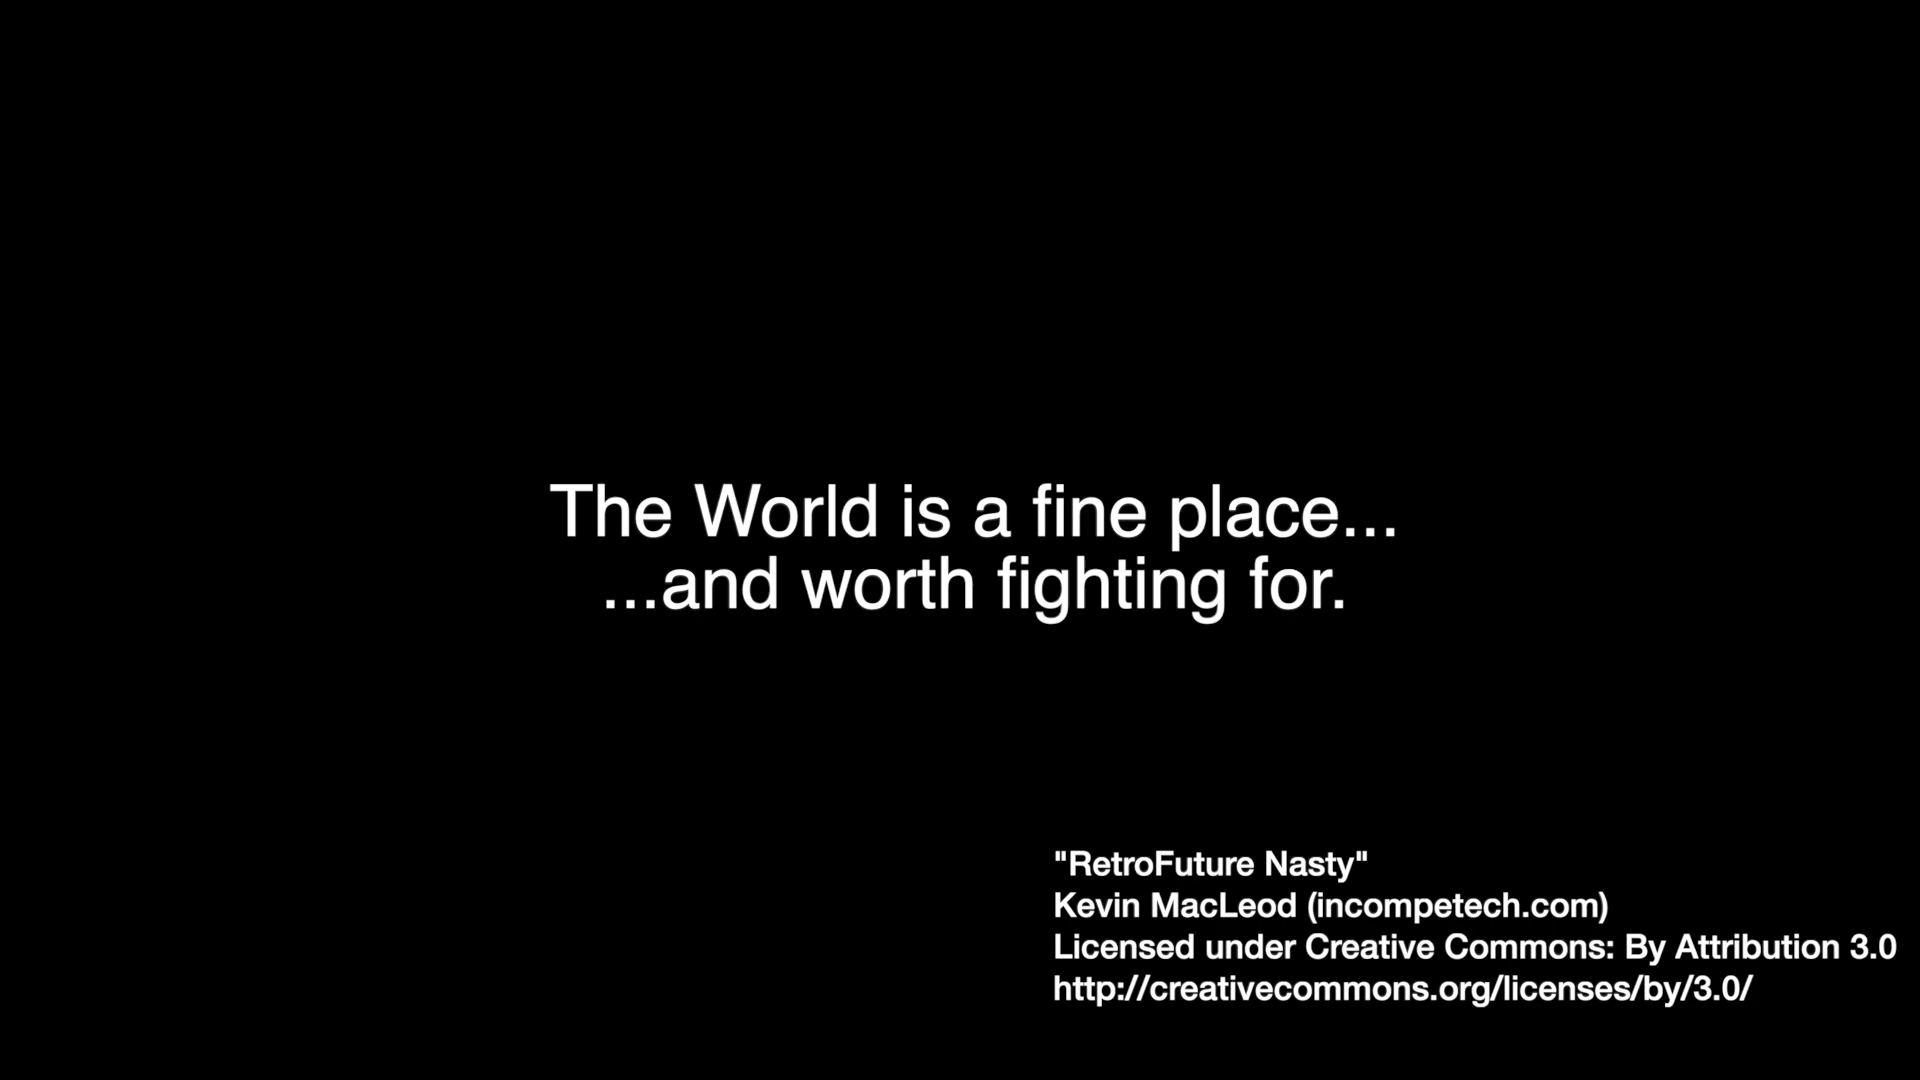 The World is a fine place...
...and worth fighting for.
"RetroFuture Nasty"
Kevin MacLeod (incompetech.com)
Licensed under Creative Commons: By Attribution 3.0
http://creativecommons.org/licenses/by/3.0/